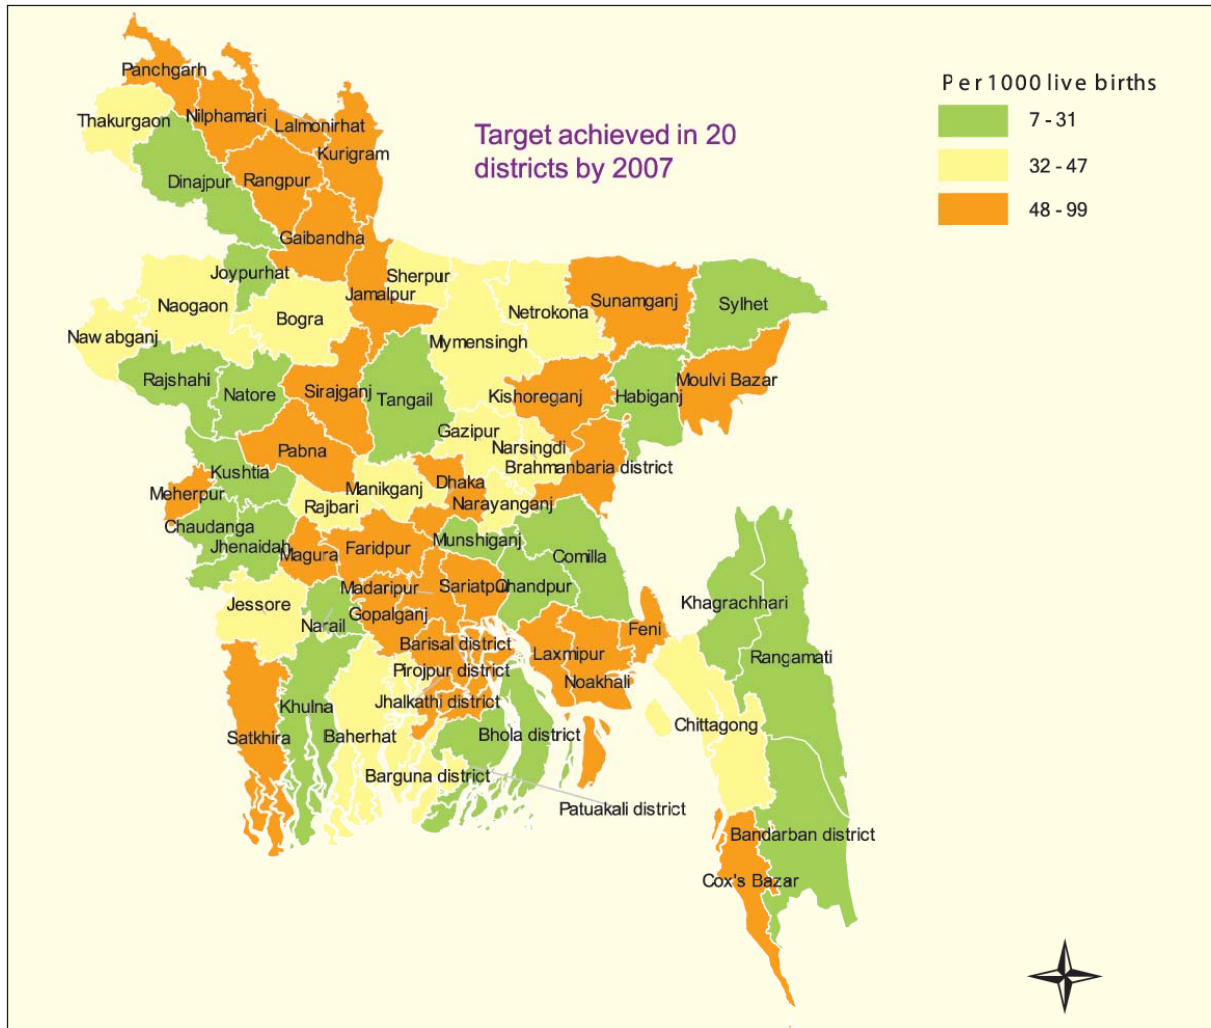 Per 1000 live births
7 - 31
32 - 47
48 - 99
Target achieved in 20
districts by 2007
Panchgarh
Thakurgaon
Nilphamari
Lalmonirhat
Kurigram
Dinajpur
Rangpur
Gaibandha
Joypurhat
Jamalpur
Sherpur
Naogaon
Bogra
Nawabganj
Netrokona
Sunamganj
Sylhet
Mymensingh
Rajshahi
Natore
Sirajganj
Tangail
Kishoreganj
Habiganj
Moulvi Bazar
Gazipur
Narsingdi
Pabna
Brahmanbaria district
Kushtia
Meherpur
Manikganj
Dhaka
Rajbari
Narayanganj
Chaudanga
Jhenaidah
Magura
Faridpur
Munshiganj
Comilla
Madaripur
Sariatpur
Chandpur
Jessore
Narail
Gopalganj
Khagrachhari
Feni
Barisal district
Laxmipur
Rangamati
Pirojpur district
Noakhali
Jhalkathi district
Khulna
Satkhira
Baherhat
Bhola district
Chittagong
Barguna district
Patuakali district
Bandarban district
Cox's Bazar